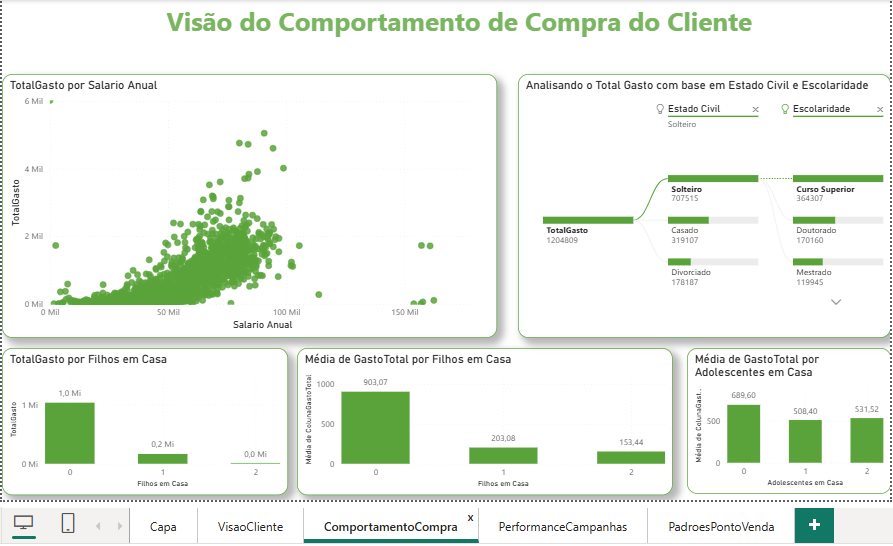 Visão do Comportamento de Compra do Cliente
TotalGasto por Salario Anual
6 Mil
4 Mil
2 Mil
0 Mil
TotalGasto
0 Mil
50 Mil
100 Mil
150 Mil
Salario Anual
Analisando o Total Gasto com base em Estado Civil e Escolaridade
Estado Civil
Solteiro
Escolaridade
TotalGasto
1204809
Solteiro
707515
Casado
319107
Divorciado
178187
Curso Superior
364307
Doutorado
170160
Mestrado
119945
TotalGasto por Filhos em Casa
TotalGasto
1 Mi
0 Mi
1,0 Mi
0,2 Mi
0,0 Mi
0
1
2
Filhos em Casa
Média de GastoTotal por Filhos em Casa
Média de ColunaGastoTotal
1000
500
0
903,07
203,08
153,44
0
1
2
Filhos em Casa
Média de GastoTotal por
Adolescentes em Casa
Média de ColunaGast...
500
0
689,60
508,40
531,52
0
1
2
Adolescentes em Casa
Capa
VisaoCliente
ComportamentoCompra
x
PerformanceCampanhas
PadroesPontoVenda
+